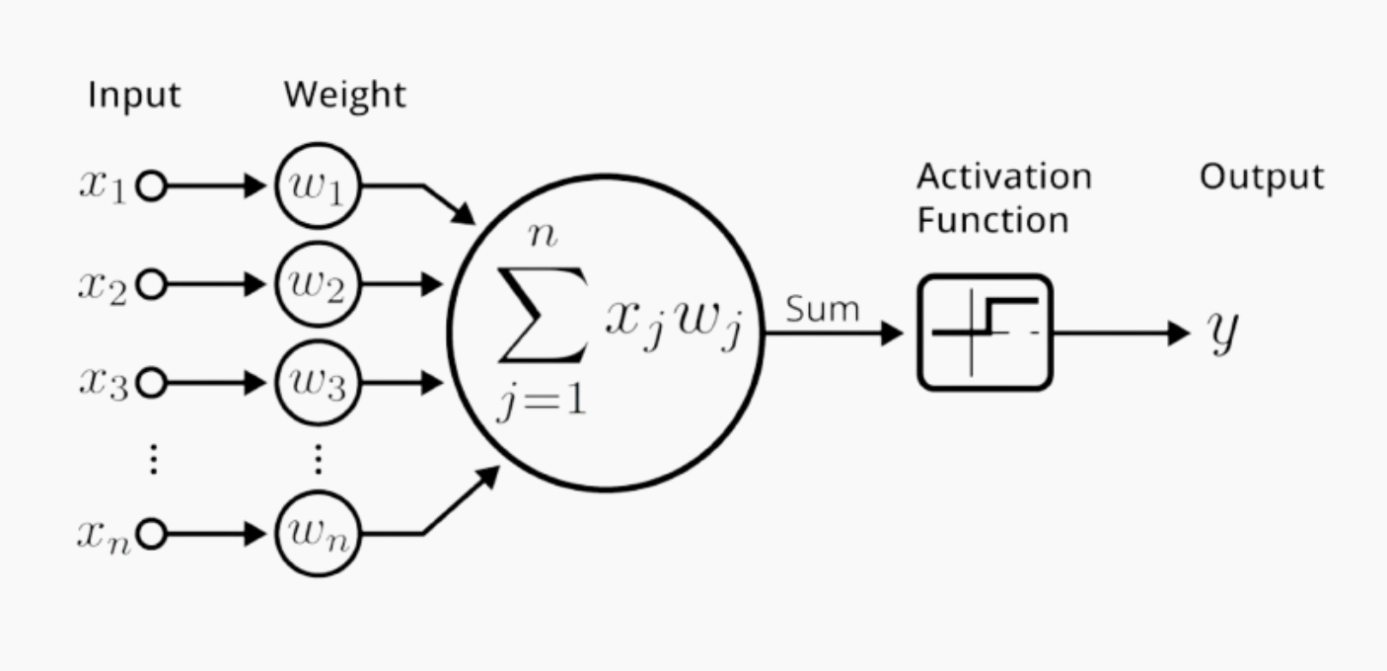 Input
Weight
Activation
Function
Output
x₁
w₁
x₂
w₂
x₃
w₃
⋮
⋮
xₙ
wₙ
n
∑ xⱼwⱼ
j=1
Sum
y